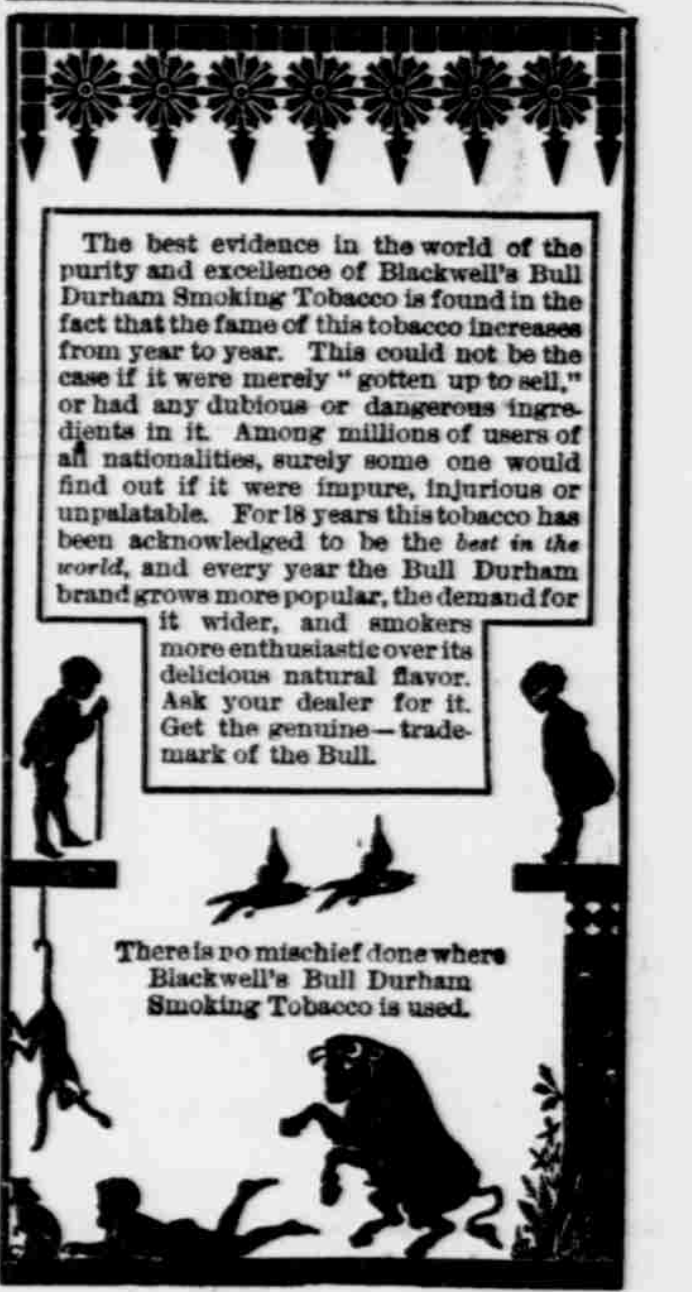 The best evidence in the world of the
purity and excellence of Blackwell's Bull
Durham Smoking Tobacco is found in the
fact that the fame of this tobacco increases
from year to year. This could not be the
case if it were merely "gotten up to sell,"
or had any dubious or dangerous ingre-
dients in it. Among millions of users of
all nationalities, surely some one would
find out if it were impure, injurious or
unpalatable. For 18 years this tobacco has
been acknowledged to be the best in the
world, and every year the Bull Durham
brand grows more popular, the demand for
it wider, and smokers
more enthusiastic over its
delicious natural flavor.
Ask your dealer for it.
Get the genuine—trade-
mark of the Bull.
There is no mischief done where
Blackwell's Bull Durham
Smoking Tobacco is used.